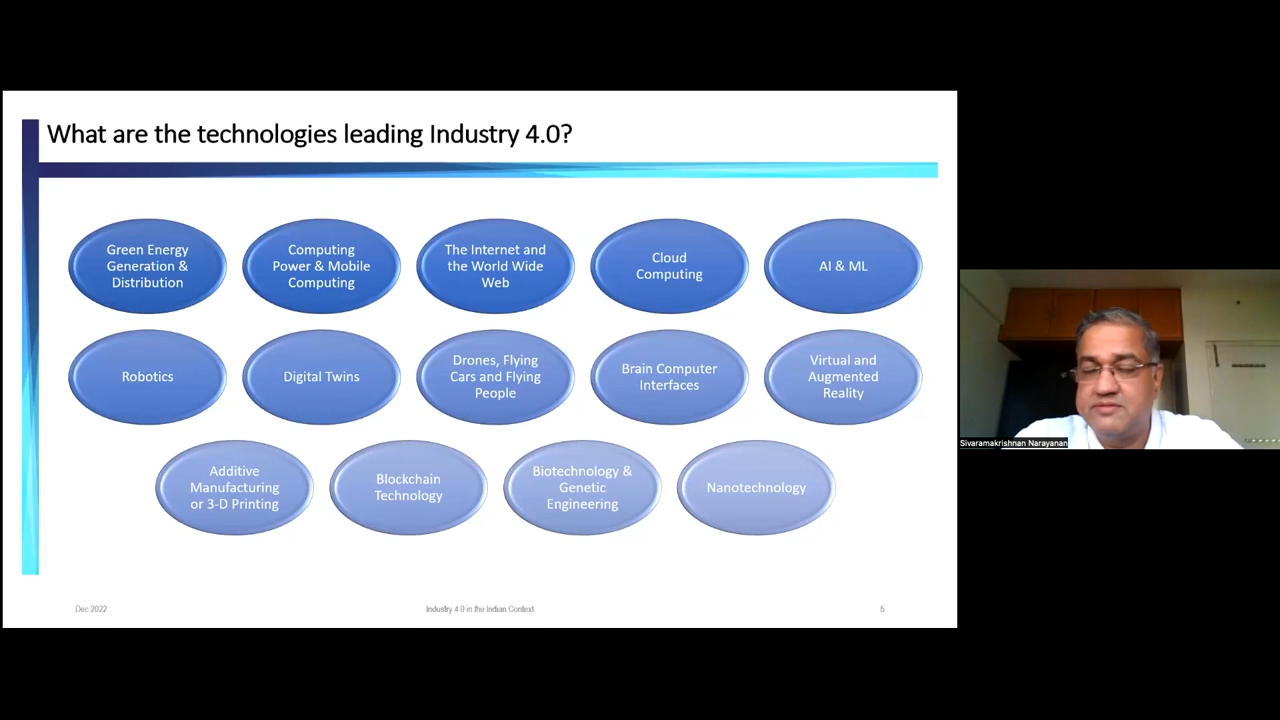 What are the technologies leading Industry 4.0?
Green Energy
Generation &
Distribution
Computing
Power & Mobile
Computing
The Internet and
the World Wide
Web
Cloud
Computing
AI & ML
Robotics
Digital Twins
Drones, Flying
Cars and Flying
People
Brain Computer
Interfaces
Virtual and
Augmented
Reality
Additive
Manufacturing
or 3-D Printing
Blockchain
Technology
Biotechnology &
Genetic
Engineering
Nanotechnology
Dec 2022
Industry 4.0 in the Indian Context
5
Sivaramakrishnan Narayanan